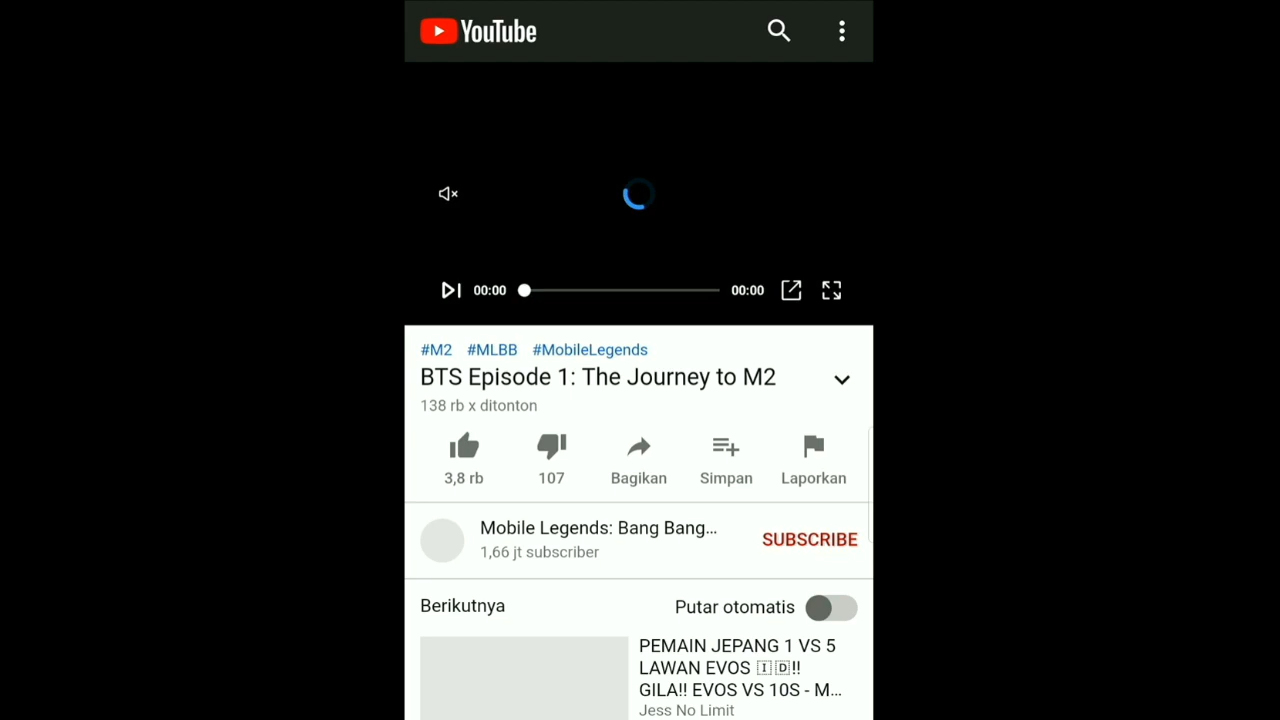 YouTube
00:00
00:00
#M2 #MLBB #MobileLegends
BTS Episode 1: The Journey to M2
138 rb x ditonton
3,8 rb
107
Bagikan
Simpan
Laporkan
Mobile Legends: Bang Bang...
1,66 jt subscriber
SUBSCRIBE
Berikutnya
Putar otomatis
PEMAIN JEPANG 1 VS 5
LAWAN EVOS 🇮🇩!!
GILA!! EVOS VS 10S - M...
Jess No Limit